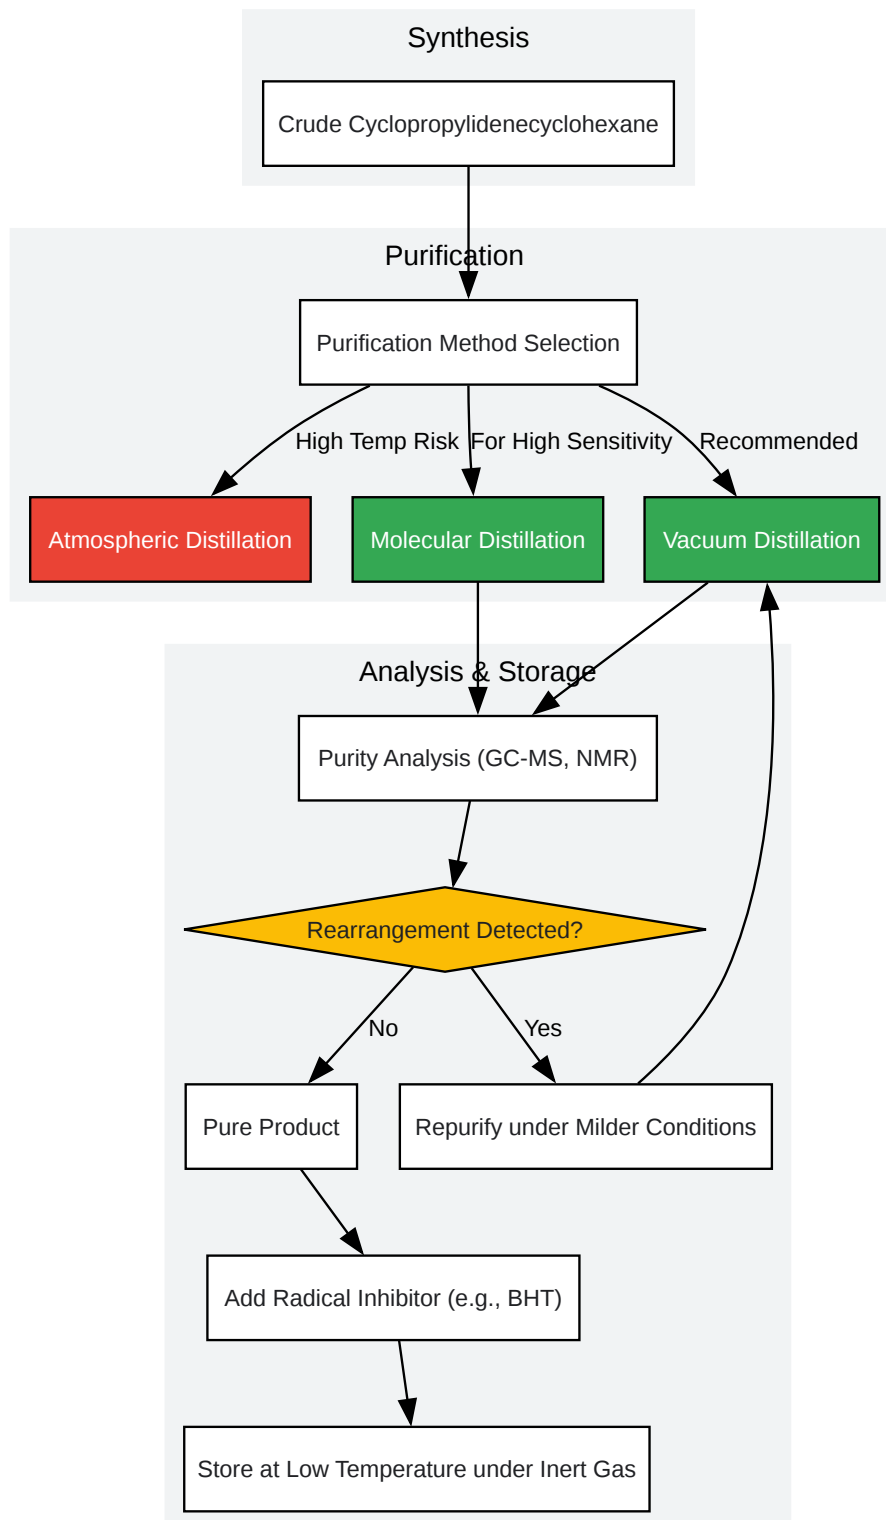 Synthesis
Crude Cyclopropylidenecyclohexane
Purification
Purification Method Selection
High Temp Risk
For High Sensitivity
Recommended
Atmospheric Distillation
Molecular Distillation
Vacuum Distillation
Analysis & Storage
Purity Analysis (GC-MS, NMR)
Rearrangement Detected?
No
Yes
Pure Product
Repurify under Milder Conditions
Add Radical Inhibitor (e.g., BHT)
Store at Low Temperature under Inert Gas